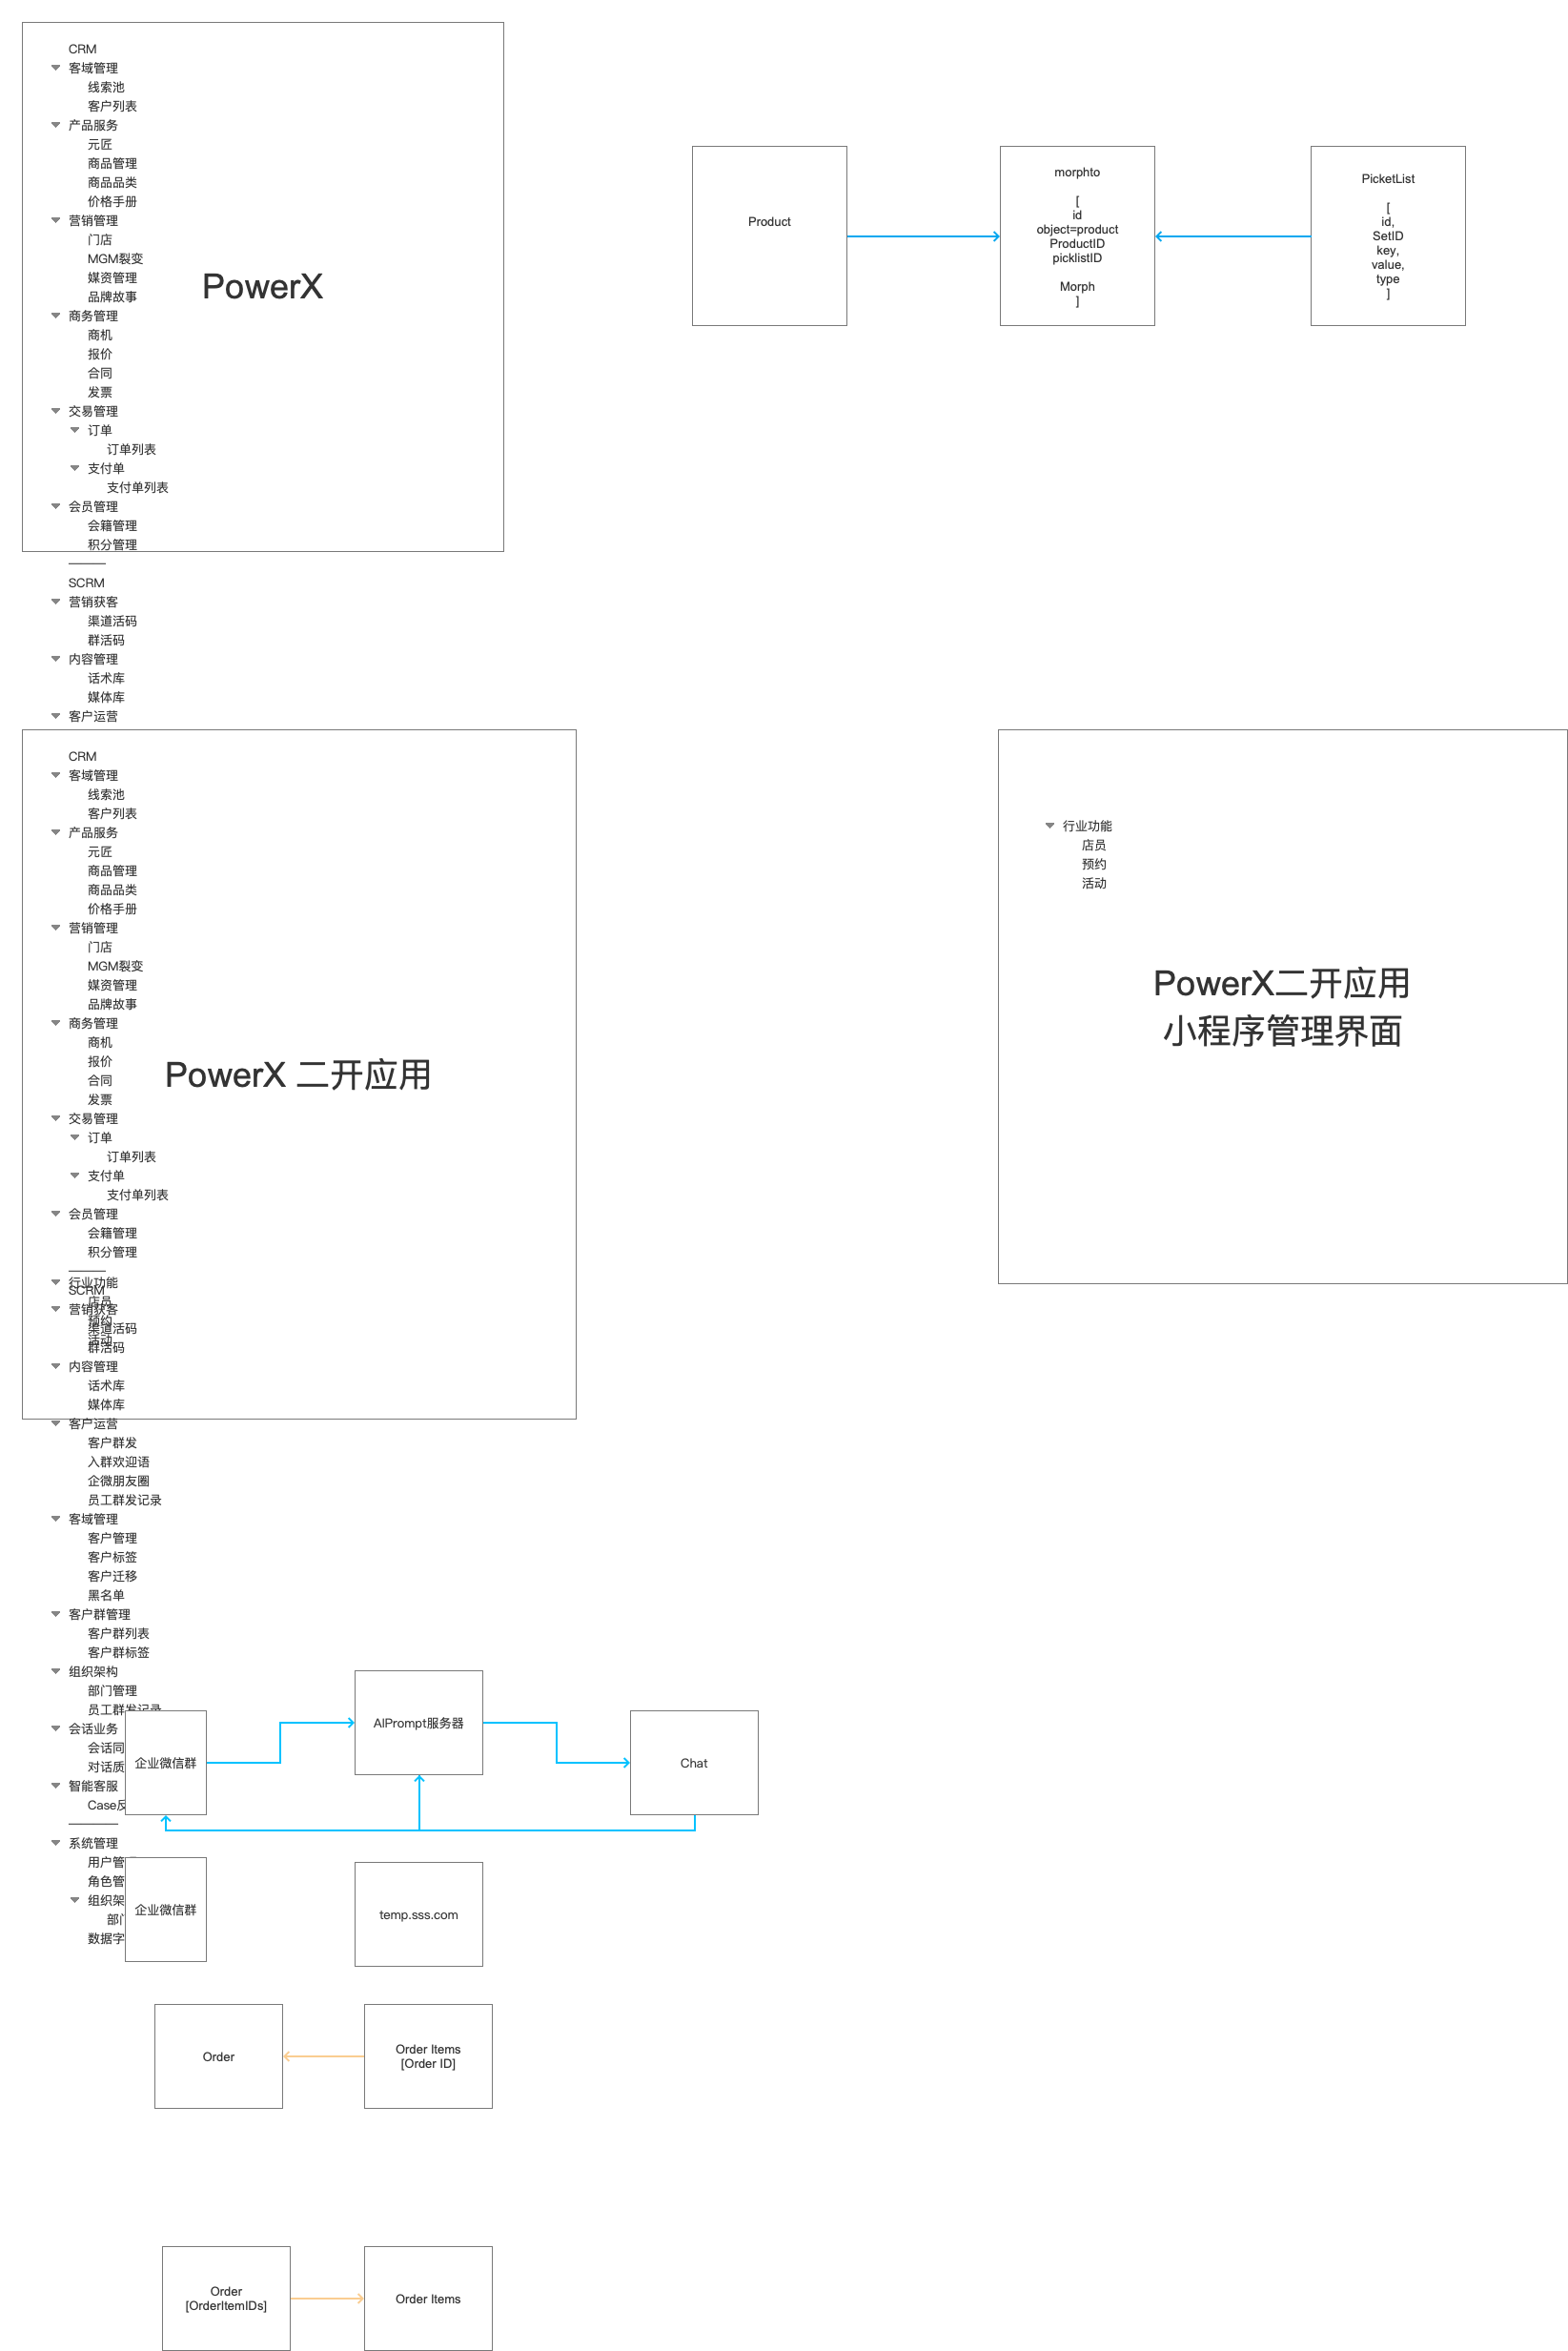 CRM
客域管理
线索池
客户列表
产品服务
元匠
商品管理
商品品类
价格手册
营销管理
门店
MGM裂变
媒资管理
品牌故事
商务管理
商机
报价
合同
发票
交易管理
订单
订单列表
支付单
支付单列表
会员管理
会籍管理
积分管理
PowerX
SCRM
营销获客
渠道活码
群活码
内容管理
话术库
媒体库
客户运营
Product
morphto
[
id
object=product
ProductID
picklistID
Morph
]
PicketList
[
id,
SetID
key,
value,
type
]
CRM
客域管理
线索池
客户列表
产品服务
元匠
商品管理
商品品类
价格手册
营销管理
门店
MGM裂变
媒资管理
品牌故事
商务管理
商机
报价
合同
发票
交易管理
订单
订单列表
支付单
支付单列表
会员管理
会籍管理
积分管理
PowerX 二开应用
行业功能
店员
预约
活动
SCRM
营销获客
渠道活码
群活码
内容管理
话术库
媒体库
客户运营
客户群发
入群欢迎语
企微朋友圈
员工群发记录
客域管理
客户管理
客户标签
客户迁移
黑名单
客户群管理
客户群列表
客户群标签
组织架构
部门管理
员工群发记录
会话业务
会话同
对话质
智能客服
Case反
系统管理
用户管
角色管
组织架
部门
数据字
行业功能
店员
预约
活动
PowerX二开应用
小程序管理界面
企业微信群
AIPrompt服务器
Chat
企业微信群
temp.sss.com
Order
Order Items
[Order ID]
Order
[OrderItemIDs]
Order Items